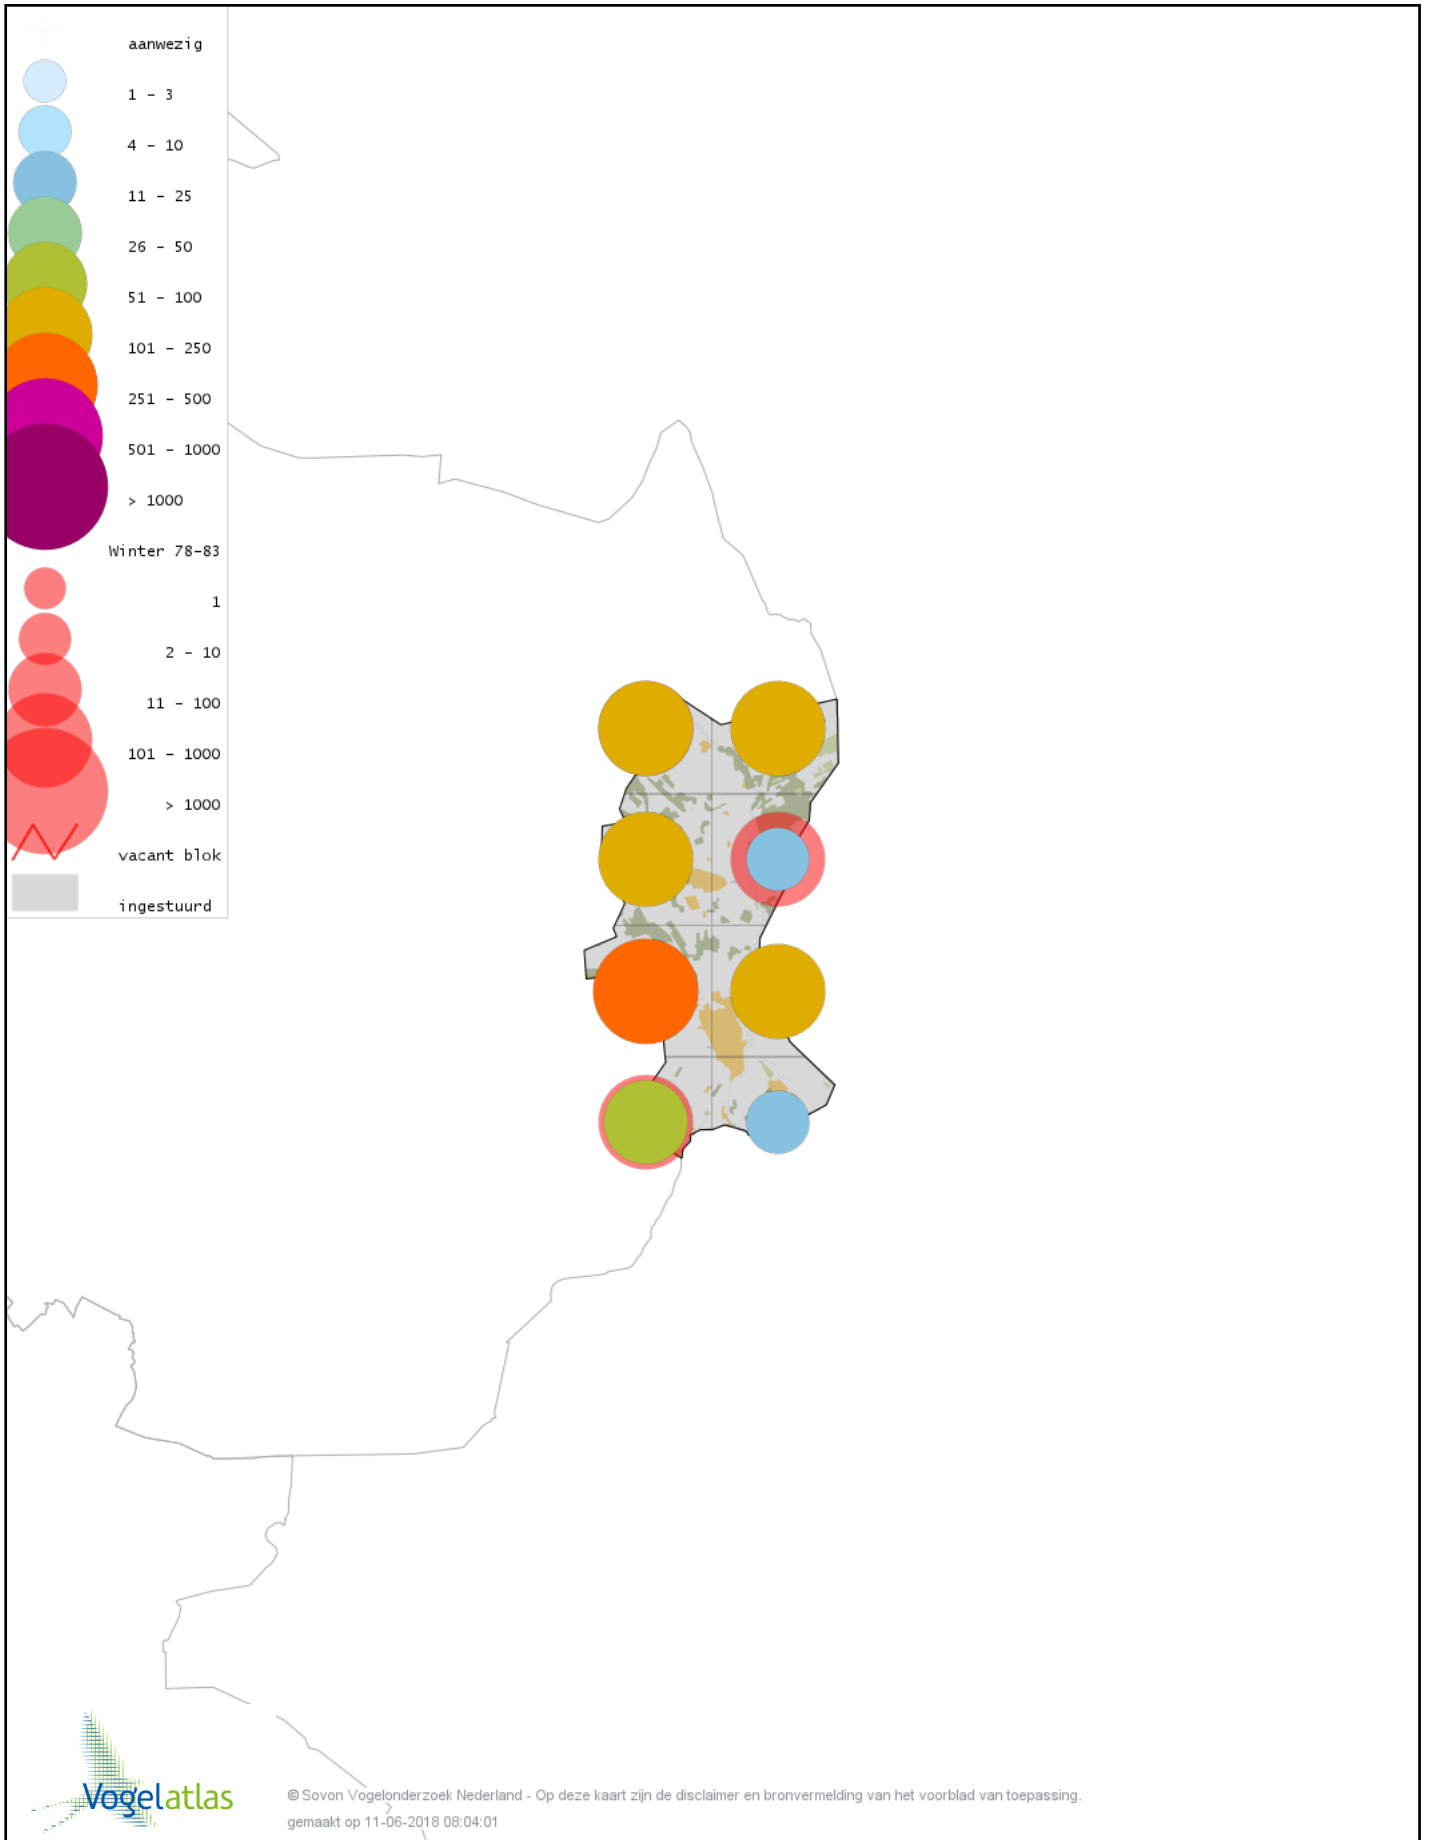 aanwezig
1 - 3
4 - 10
11 - 25
26 - 50
51 - 100
101 - 250
251 - 500
501 - 1000
> 1000
Winter 78-83
1
2 - 10
11 - 100
101 - 1000
> 1000
vacant blok
ingestuurd
Vogelatlas
© Sovon Vogelonderzoek Nederland - Op deze kaart zijn de disclaimer en bronvermelding van het voorblad van toepassing.
gemaakt op 11-06-2018 08:04:01